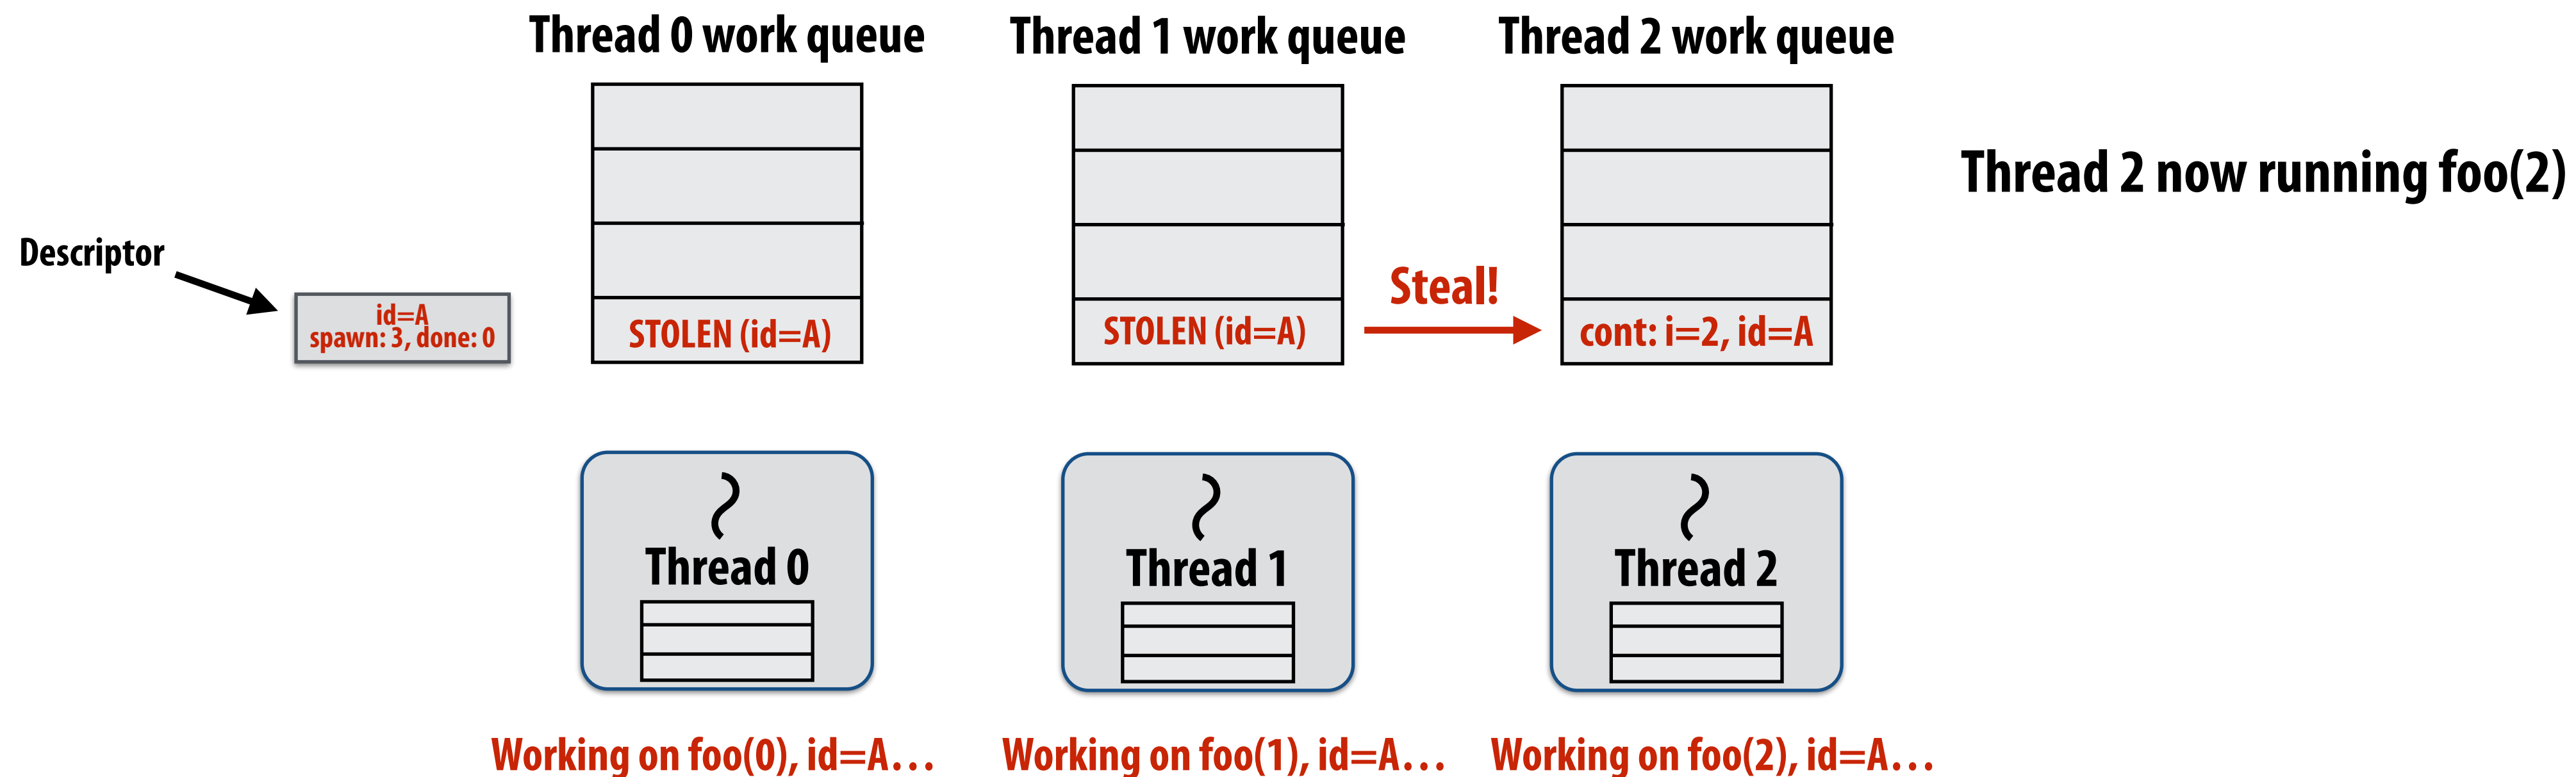 Thread 0 work queue
Thread 1 work queue
Thread 2 work queue
Thread 2 now running foo(2)
Descriptor
id=A
spawn: 3, done: 0
STOLEN (id=A)
STOLEN (id=A)
Steal!
cont: i=2, id=A
Thread 0
Thread 1
Thread 2
Working on foo(0), id=A…
Working on foo(1), id=A…
Working on foo(2), id=A…